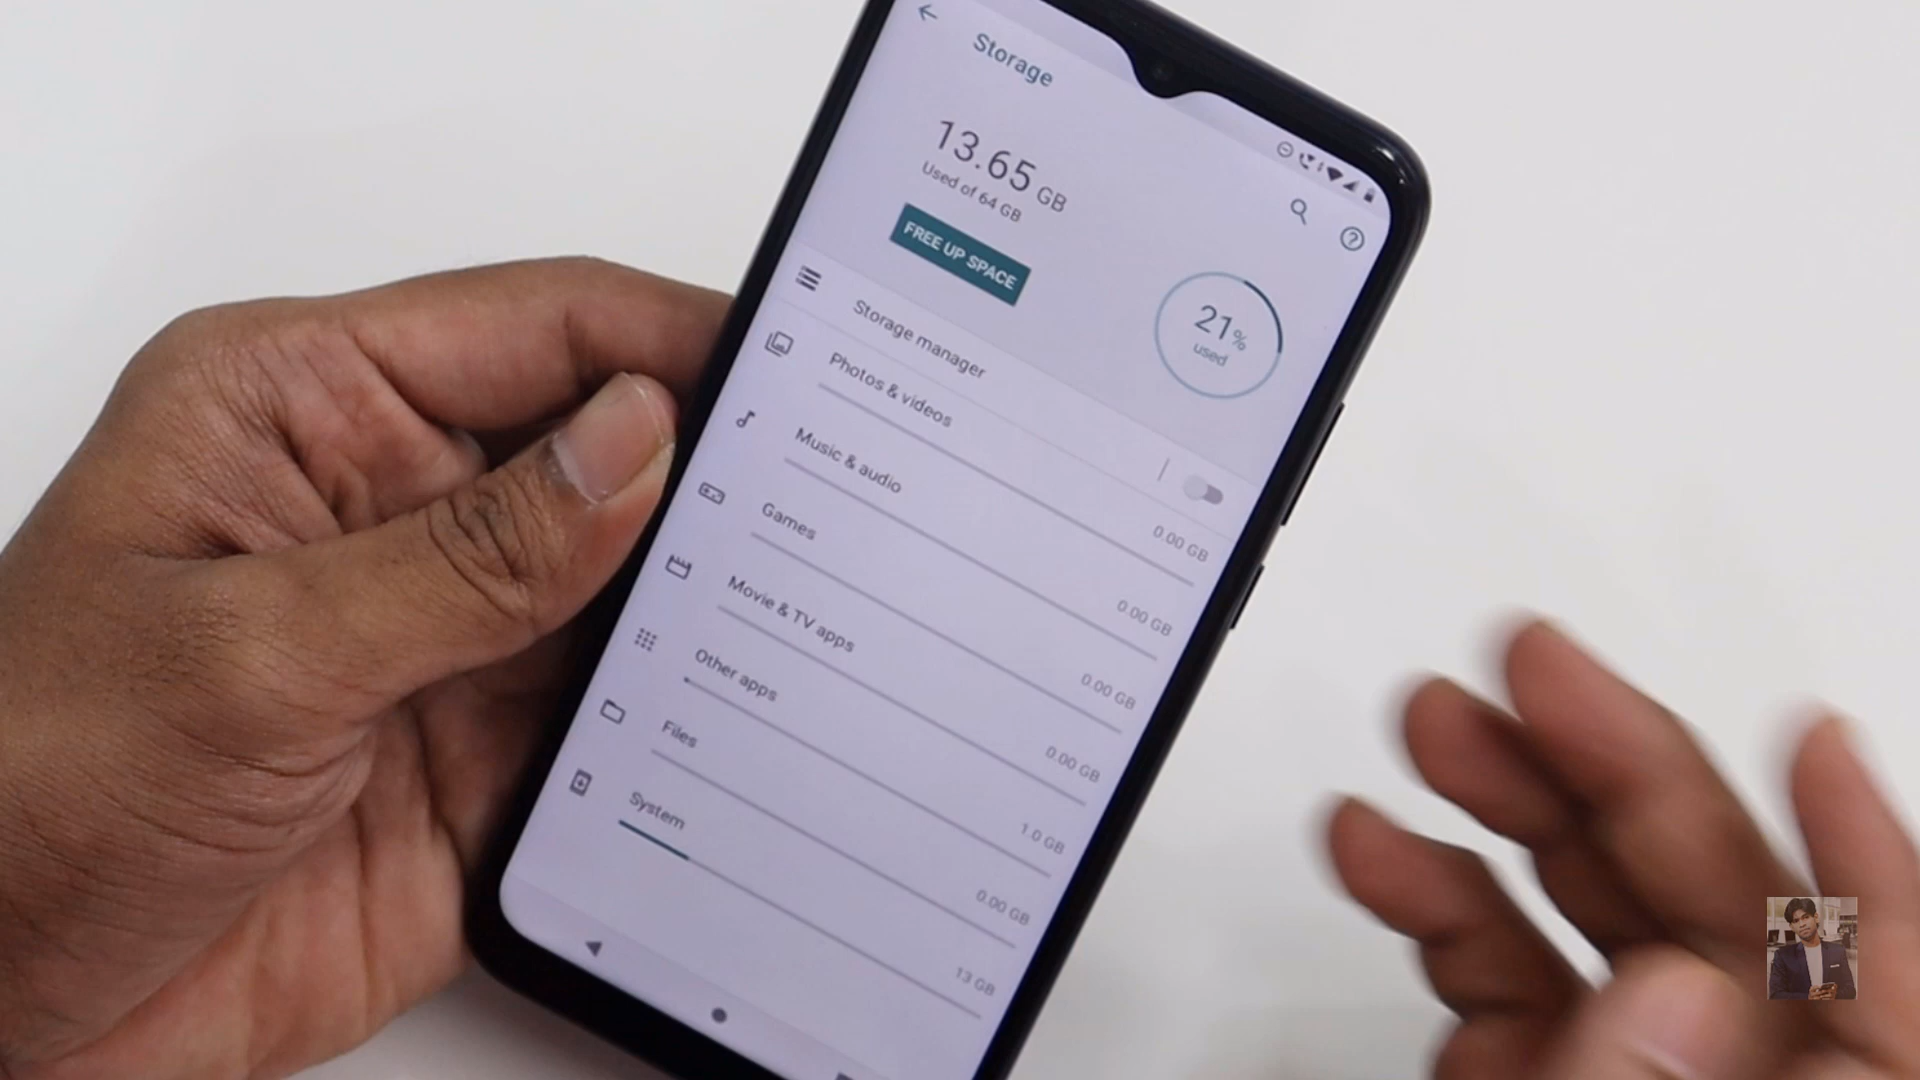 Storage
13.65 GB
Used of 64 GB
FREE UP SPACE
21%
used
Storage manager
Photos & videos
0.00 GB
Music & audio
0.00 GB
Games
0.00 GB
Movie & TV apps
0.00 GB
Other apps
1.0 GB
Files
0.00 GB
System
13 GB